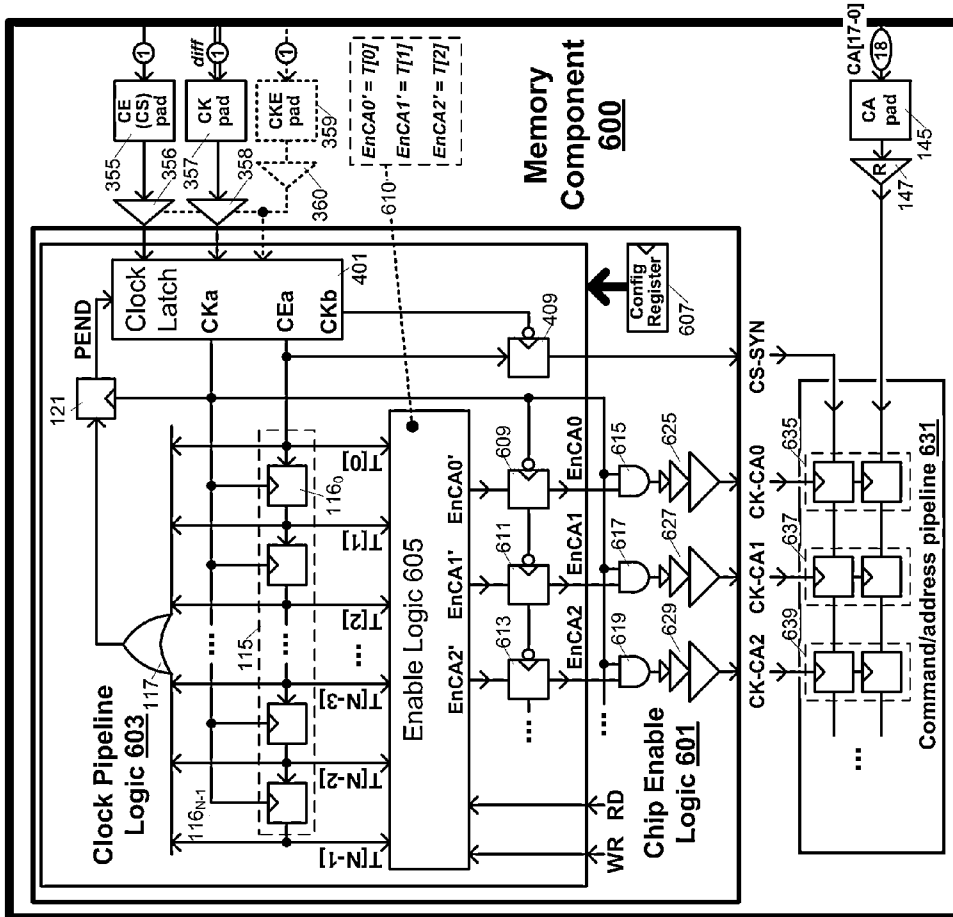 CE
(CS)
pad
1
355
356
diff
CK
pad
1
357
358
CKE
pad
1
359
360
EnCA0' = T[0]
EnCA1' = T[1]
EnCA2' = T[2]
610
Memory
Component
600
CA[17-0]
18
CA
pad
145
R
147
PEND
121
Clock
Latch
CKa
CEa
CKb
401
409
Config
Register
607
Clock Pipeline
Logic 603
117
115
116₀
116N-1
...
T[0]
T[1]
T[2]
...
T[N-3]
T[N-2]
T[N-1]
Enable Logic 605
EnCA0'
EnCA1'
EnCA2'
609
611
613
...
EnCA0
EnCA1
EnCA2
...
615
617
619
625
627
629
WR
RD
Chip Enable
Logic 601
CS-SYN
CK-CA0
CK-CA1
CK-CA2
635
637
639
...
Command/address pipeline 631